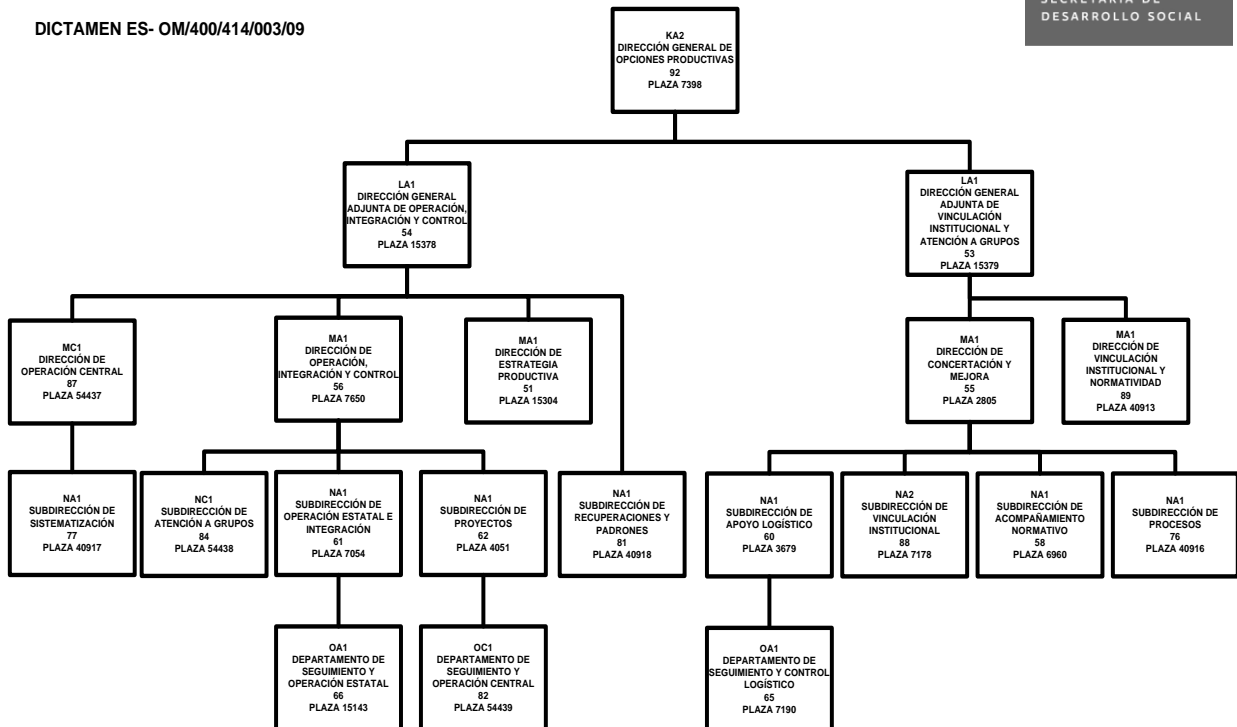 SECRETARÍA DE
DESARROLLO SOCIAL
DICTAMEN ES- OM/400/414/003/09
KA2
DIRECCIÓN GENERAL DE
OPCIONES PRODUCTIVAS
92
PLAZA 7398
LA1
DIRECCIÓN GENERAL
ADJUNTA DE OPERACIÓN,
INTEGRACIÓN Y CONTROL
54
PLAZA 15378
LA1
DIRECCIÓN GENERAL
ADJUNTA DE
VINCULACIÓN
INSTITUCIONAL Y
ATENCIÓN A GRUPOS
53
PLAZA 15379
MC1
DIRECCIÓN DE
OPERACIÓN CENTRAL
87
PLAZA 54437
MA1
DIRECCIÓN DE
OPERACIÓN,
INTEGRACIÓN Y CONTROL
56
PLAZA 7650
MA1
DIRECCIÓN DE
ESTRATEGIA
PRODUCTIVA
51
PLAZA 15304
MA1
DIRECCIÓN DE
CONCERTACIÓN Y
MEJORA
55
PLAZA 2805
MA1
DIRECCIÓN DE
VINCULACIÓN
INSTITUCIONAL Y
NORMATIVIDAD
89
PLAZA 40913
NA1
SUBDIRECCIÓN DE
SISTEMATIZACIÓN
77
PLAZA 40917
NC1
SUBDIRECCIÓN DE
ATENCIÓN A GRUPOS
84
PLAZA 54438
NA1
SUBDIRECCIÓN DE
OPERACIÓN ESTATAL E
INTEGRACIÓN
61
PLAZA 7054
NA1
SUBDIRECCIÓN DE
PROYECTOS
62
PLAZA 4051
NA1
SUBDIRECCIÓN DE
RECUPERACIONES Y
PADRONES
81
PLAZA 40918
NA1
SUBDIRECCIÓN DE
APOYO LOGÍSTICO
60
PLAZA 3679
NA2
SUBDIRECCIÓN DE
VINCULACIÓN
INSTITUCIONAL
88
PLAZA 7178
NA1
SUBDIRECCIÓN DE
ACOMPAÑAMIENTO
NORMATIVO
58
PLAZA 6960
NA1
SUBDIRECCIÓN DE
PROCESOS
76
PLAZA 40916
OA1
DEPARTAMENTO DE
SEGUIMIENTO Y
OPERACIÓN ESTATAL
66
PLAZA 15143
OC1
DEPARTAMENTO DE
SEGUIMIENTO Y
OPERACIÓN CENTRAL
82
PLAZA 54439
OA1
DEPARTAMENTO DE
SEGUIMIENTO Y CONTROL
LOGÍSTICO
65
PLAZA 7190